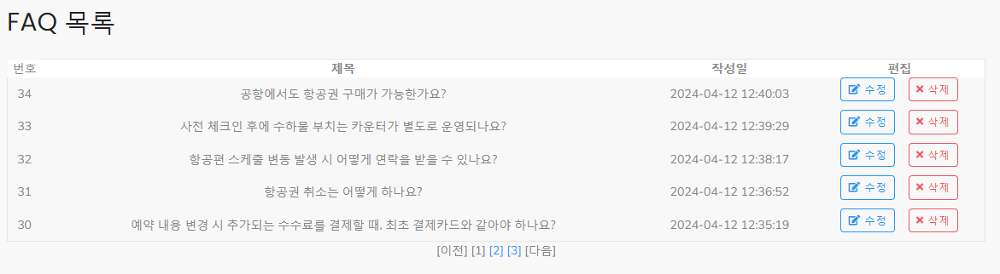 FAQ 목록
번호 제목 작성일 편집
34 공항에서도 항공권 구매가 가능한가요? 2024-04-12 12:40:03 수정 삭제
33 사전 체크인 후에 수하물 부치는 카운터가 별도로 운영되나요? 2024-04-12 12:39:29 수정 삭제
32 항공편 스케줄 변동 발생 시 어떻게 연락을 받을 수 있나요? 2024-04-12 12:38:17 수정 삭제
31 항공권 취소는 어떻게 하나요? 2024-04-12 12:36:52 수정 삭제
30 예약 내용 변경 시 추가되는 수수료를 결제할 때, 최초 결제카드와 같아야 하나요? 2024-04-12 12:35:19 수정 삭제
[이전] [1] [2] [3] [다음]